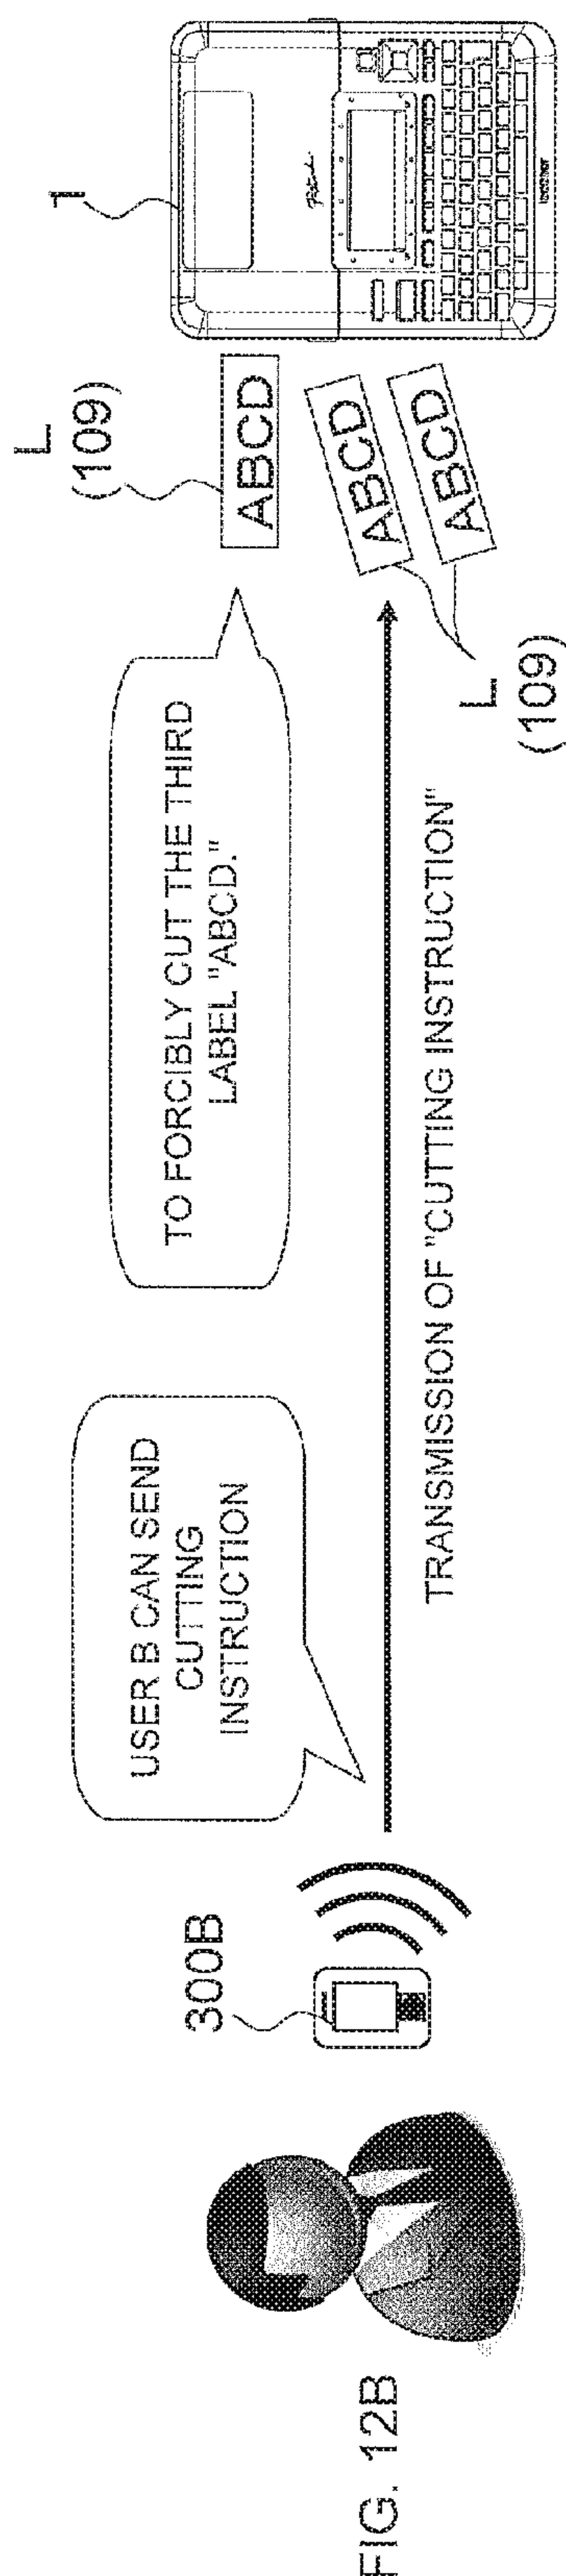 FIG. 12B
300B
USER B CAN SEND
CUTTING
INSTRUCTION
TO FORCIBLY CUT THE THIRD
LABEL "ABCD."
TRANSMISSION OF "CUTTING INSTRUCTION"
L
(109)
ABCD
ABCD
ABCD
L
(109)
1